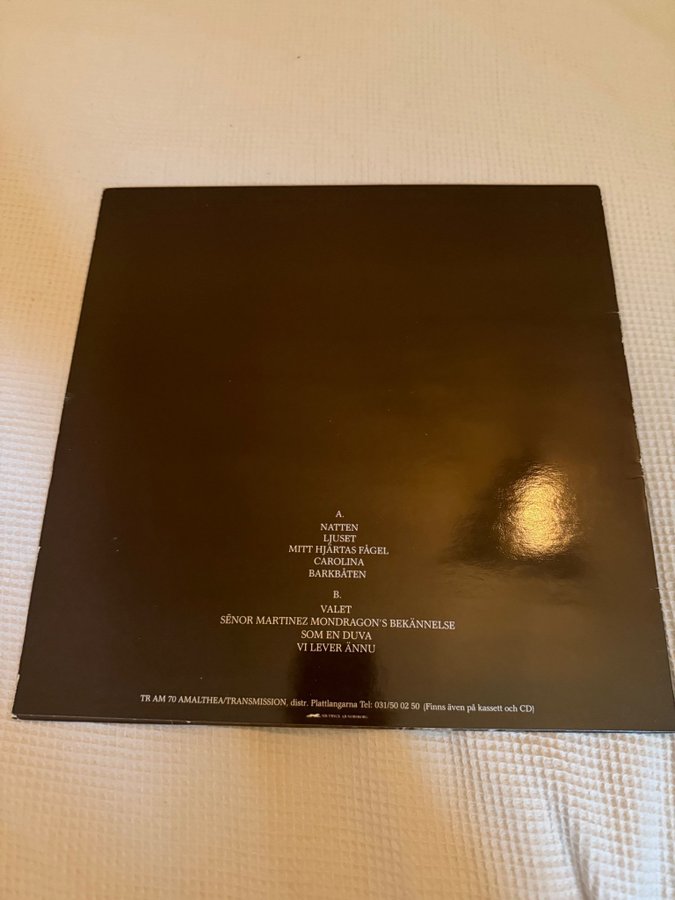 A.
NATTEN
LJUSET
MITT HJÄRTAS FÅGEL
CAROLINA
BARKBÅTEN
B.
VALET
SẼNOR MARTINEZ MONDRAGON'S BEKÄNNELSE
SOM EN DUVA
VI LEVER ÄNNU
TR AM 70 AMALTHEA/TRANSMISSION, distr. Plattlangarna Tel: 031/50 02 50 (Finns även på kassett och CD)